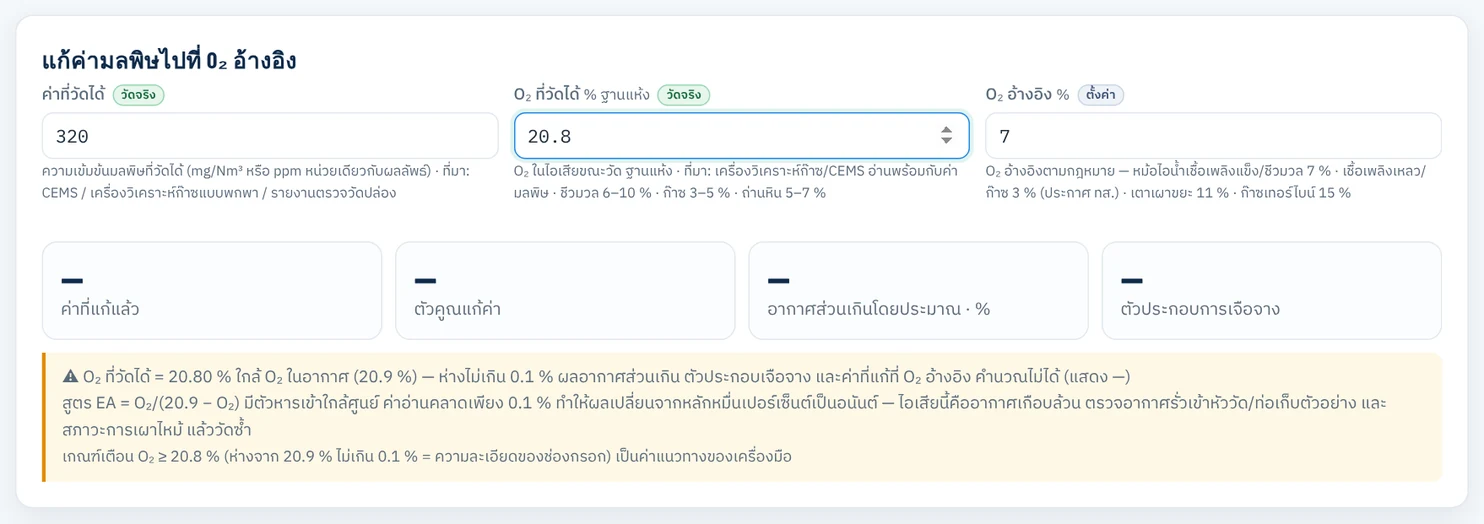 แก้ค่ามลพิษไปที่ O₂ อ้างอิง
ค่าที่วัดได้ วัดจริง
O₂ ที่วัดได้ % ฐานแห้ง วัดจริง
O₂ อ้างอิง % ตั้งค่า
320
20.8
7
ความเข้มข้นมลพิษที่วัดได้ (mg/Nm³ หรือ ppm หน่วยเดียวกับผลลัพธ์) · ที่มา:
CEMS / เครื่องวิเคราะห์ก๊าซแบบพกพา / รายงานตรวจวัดปล่อง
O₂ ในไอเสียขณะวัด ฐานแห้ง · ที่มา: เครื่องวิเคราะห์ก๊าซ/CEMS อ่านพร้อมกับค่า
มลพิษ · ชีวมวล 6–10 % · ก๊าซ 3–5 % · ถ่านหิน 5–7 %
O₂ อ้างอิงตามกฎหมาย — หม้อไอน้ำเชื้อเพลิงแข็ง/ชีวมวล 7 % · เชื้อเพลิงเหลว/
ก๊าซ 3 % (ประกาศ ทส.) · เตาเผาขยะ 11 % · ก๊าซเทอร์ไบน์ 15 %
—
ค่าที่แก้แล้ว
—
ตัวคูณแก้ค่า
—
อากาศส่วนเกินโดยประมาณ · %
—
ตัวประกอบการเจือจาง
⚠ O₂ ที่วัดได้ = 20.80 % ใกล้ O₂ ในอากาศ (20.9 %) — ห่างไม่เกิน 0.1 % ผลอากาศส่วนเกิน ตัวประกอบเจือจาง และค่าที่แก้ที่ O₂ อ้างอิง คำนวณไม่ได้ (แสดง —)
สูตร EA = O₂/(20.9 − O₂) มีตัวหารเข้าใกล้ศูนย์ ค่าอ่านคลาดเพียง 0.1 % ทำให้ผลเปลี่ยนจากหลักหมื่นเปอร์เซ็นต์เป็นอนันต์ — ไอเสียนี้คืออากาศเกือบล้วน ตรวจอากาศรั่วเข้าหัววัด/ท่อเก็บตัวอย่าง และ
สภาวะการเผาไหม้ แล้ววัดซ้ำ
เกณฑ์เตือน O₂ ≥ 20.8 % (ห่างจาก 20.9 % ไม่เกิน 0.1 % = ความละเอียดของช่องกรอก) เป็นค่าแนวทางของเครื่องมือ